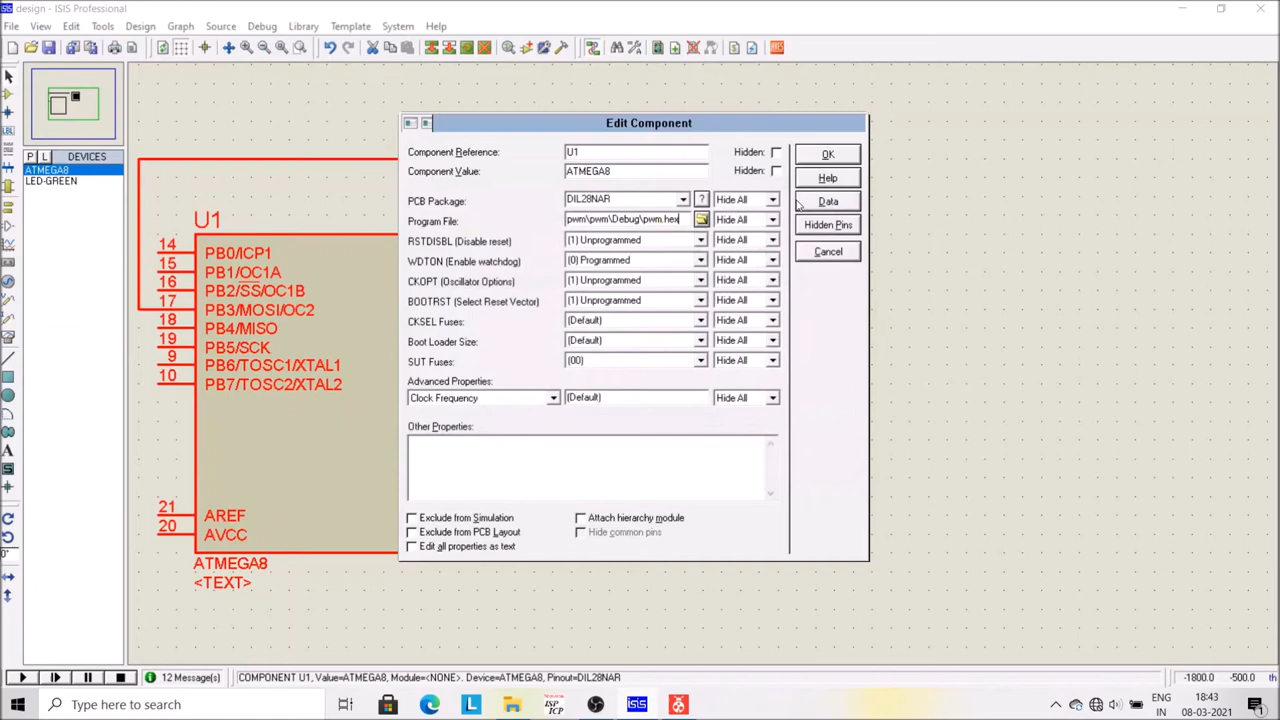 design - ISIS Professional
File View Edit Tools Design Graph Source Debug Library Template System Help
P L DEVICES
ATMEGA8
LED-GREEN
U1
14 PB0/ICP1
15 PB1/OC1A
16 PB2/SS/OC1B
17 PB3/MOSI/OC2
18 PB4/MISO
19 PB5/SCK
9 PB6/TOSC1/XTAL1
10 PB7/TOSC2/XTAL2
21 AREF
20 AVCC
ATMEGA8
<TEXT>
Edit Component
Component Reference: U1 Hidden: OK
Component Value: ATMEGA8 Hidden: Help
PCB Package: DIL28NAR ? Hide All Data
Program File: pwm\pwm\Debug\pwm.hex Hide All Hidden Pins
RSTDISBL (Disable reset) (1) Unprogrammed Hide All Cancel
WDTON (Enable watchdog) (0) Programmed Hide All
CKOPT (Oscillator Options) (1) Unprogrammed Hide All
BOOTRST (Select Reset Vector) (1) Unprogrammed Hide All
CKSEL Fuses: (Default) Hide All
Boot Loader Size: (Default) Hide All
SUT Fuses: (00) Hide All
Advanced Properties:
Clock Frequency (Default) Hide All
Other Properties:
Exclude from Simulation Attach hierarchy module
Exclude from PCB Layout Hide common pins
Edit all properties as text
12 Message(s) COMPONENT U1, Value=ATMEGA8, Module=<NONE>. Device=ATMEGA8, Pinout=DIL28NAR -1800.0 -500.0 th
Type here to search L ISP ICP isis ENG IN 18:43 08-03-2021 1